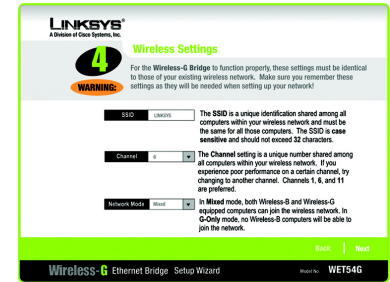 LINKSYS®
A Division of Cisco Systems, Inc.
4
WARNING:
Wireless Settings
For the Wireless-G Bridge to function properly, these settings must be identical
to those of your existing wireless network. Make sure you remember these
settings as they will be needed when setting up your network!
SSID LINKSYS
The SSID is a unique identification shared among all
computers within your wireless network and must be
the same for all those computers. The SSID is case
sensitive and should not exceed 32 characters.
Channel 6
The Channel setting is a unique number shared among
all computers within your wireless network. If you
experience poor performance on a certain channel, try
changing to another channel. Channels 1, 6, and 11
are preferred.
Network Mode Mixed
In Mixed mode, both Wireless-B and Wireless-G
equipped computers can join the wireless network. In
G-Only mode, no Wireless-B computers will be able to
join the network.
Back Next
Wireless-G Ethernet Bridge Setup Wizard
Model No. WET54G